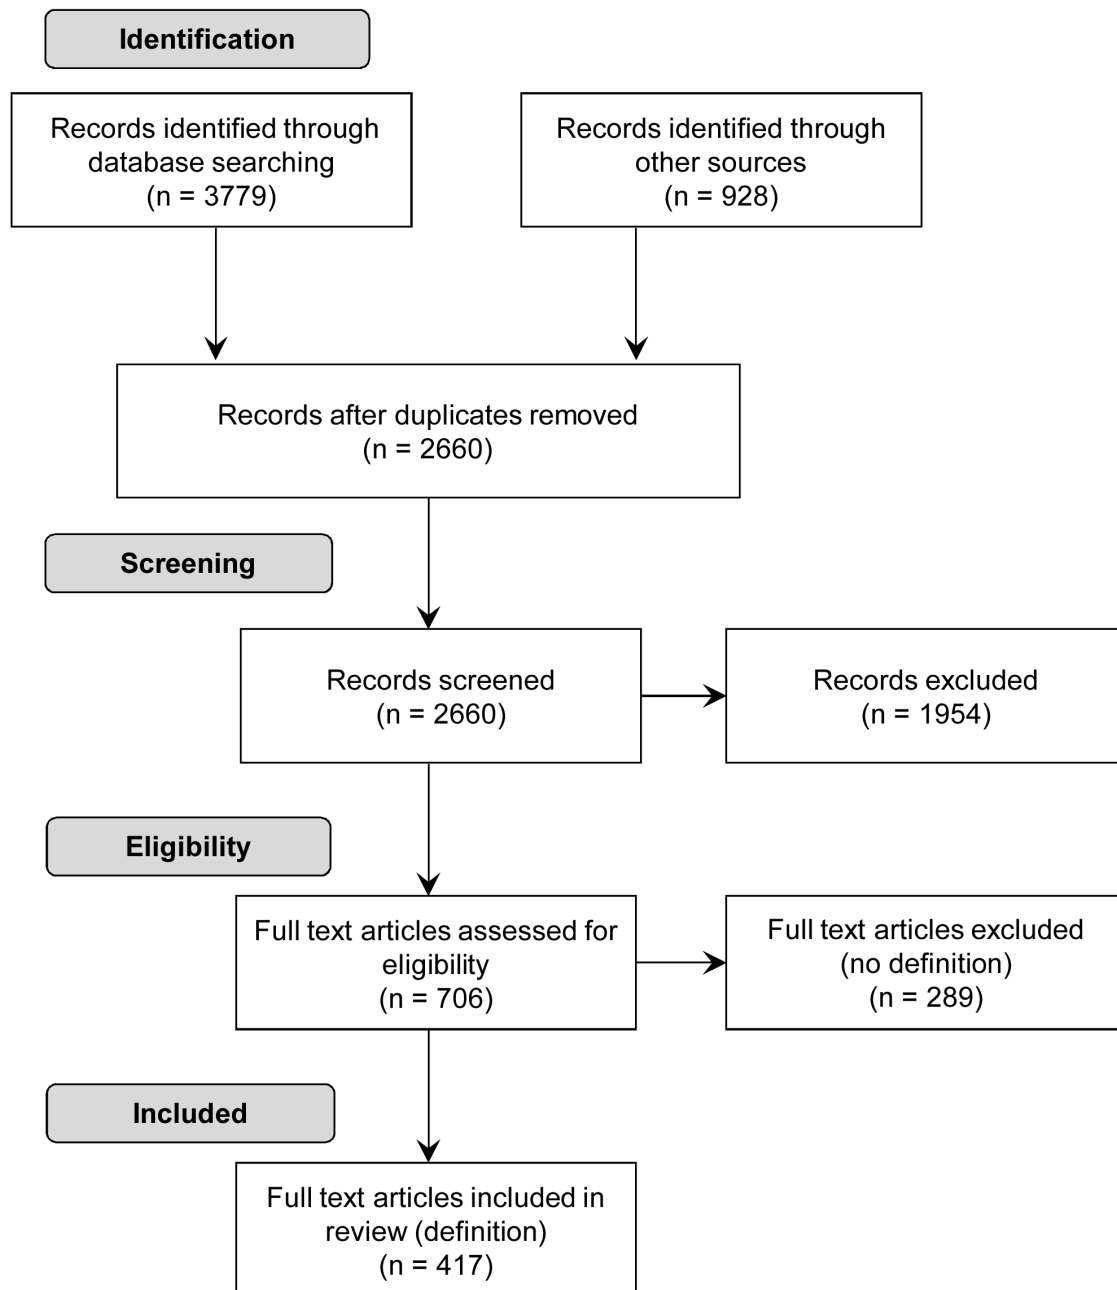 Identification
Records identified through
database searching
(n = 3779)
Records identified through
other sources
(n = 928)
Records after duplicates removed
(n = 2660)
Screening
Records screened
(n = 2660)
Records excluded
(n = 1954)
Eligibility
Full text articles assessed for
eligibility
(n = 706)
Full text articles excluded
(no definition)
(n = 289)
Included
Full text articles included in
review (definition)
(n = 417)